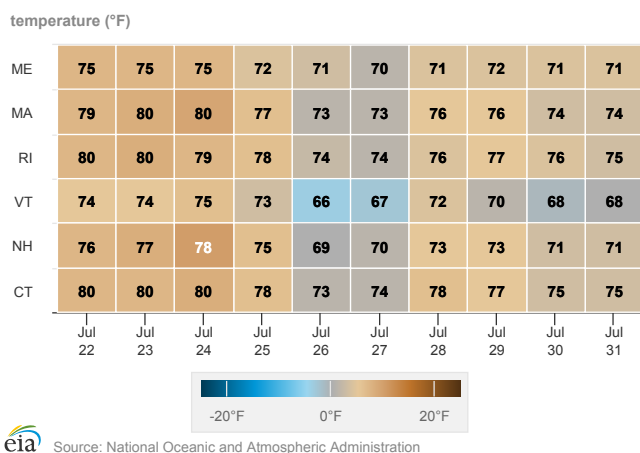 temperature (°F)
ME 75 75 75 72 71 70 71 72 71 71
MA 79 80 80 77 73 73 76 76 74 74
RI 80 80 79 78 74 74 76 77 76 75
VT 74 74 75 73 66 67 72 70 68 68
NH 76 77 78 75 69 70 73 73 71 71
CT 80 80 80 78 73 74 78 77 75 75
Jul Jul Jul Jul Jul Jul Jul Jul Jul Jul
22 23 24 25 26 27 28 29 30 31
-20°F 0°F 20°F
eia Source: National Oceanic and Atmospheric Administration